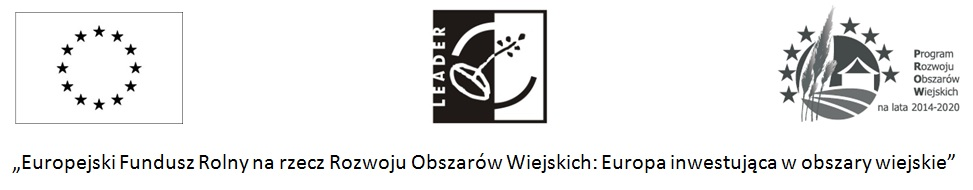 LEADER
Program
Rozwoju
Obszarów
Wiejskich
na lata 2014-2020
„Europejski Fundusz Rolny na rzecz Rozwoju Obszarów Wiejskich: Europa inwestująca w obszary wiejskie”